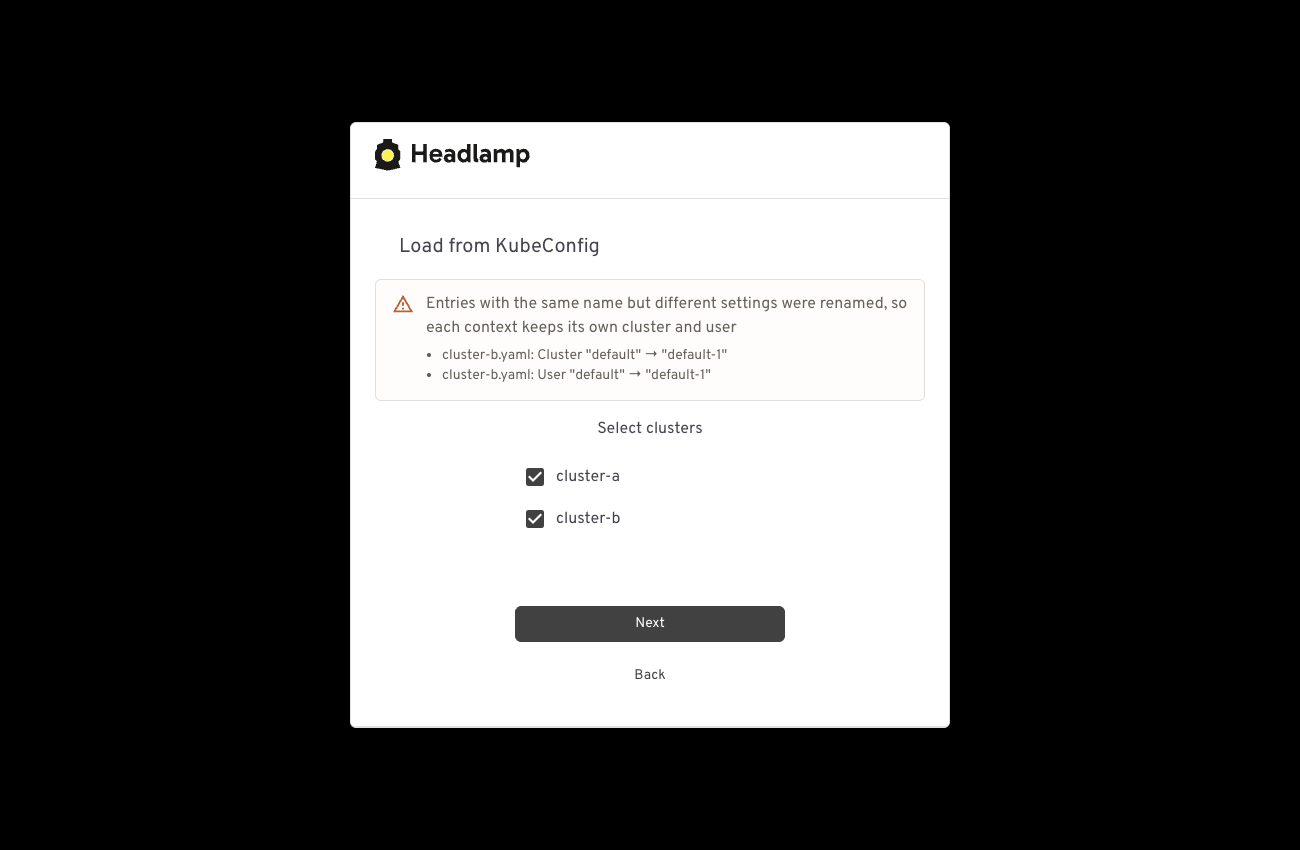 Headlamp
Load from KubeConfig
Entries with the same name but different settings were renamed, so
each context keeps its own cluster and user
• cluster-b.yaml: Cluster "default" → "default-1"
• cluster-b.yaml: User "default" → "default-1"
Select clusters
cluster-a
cluster-b
Next
Back